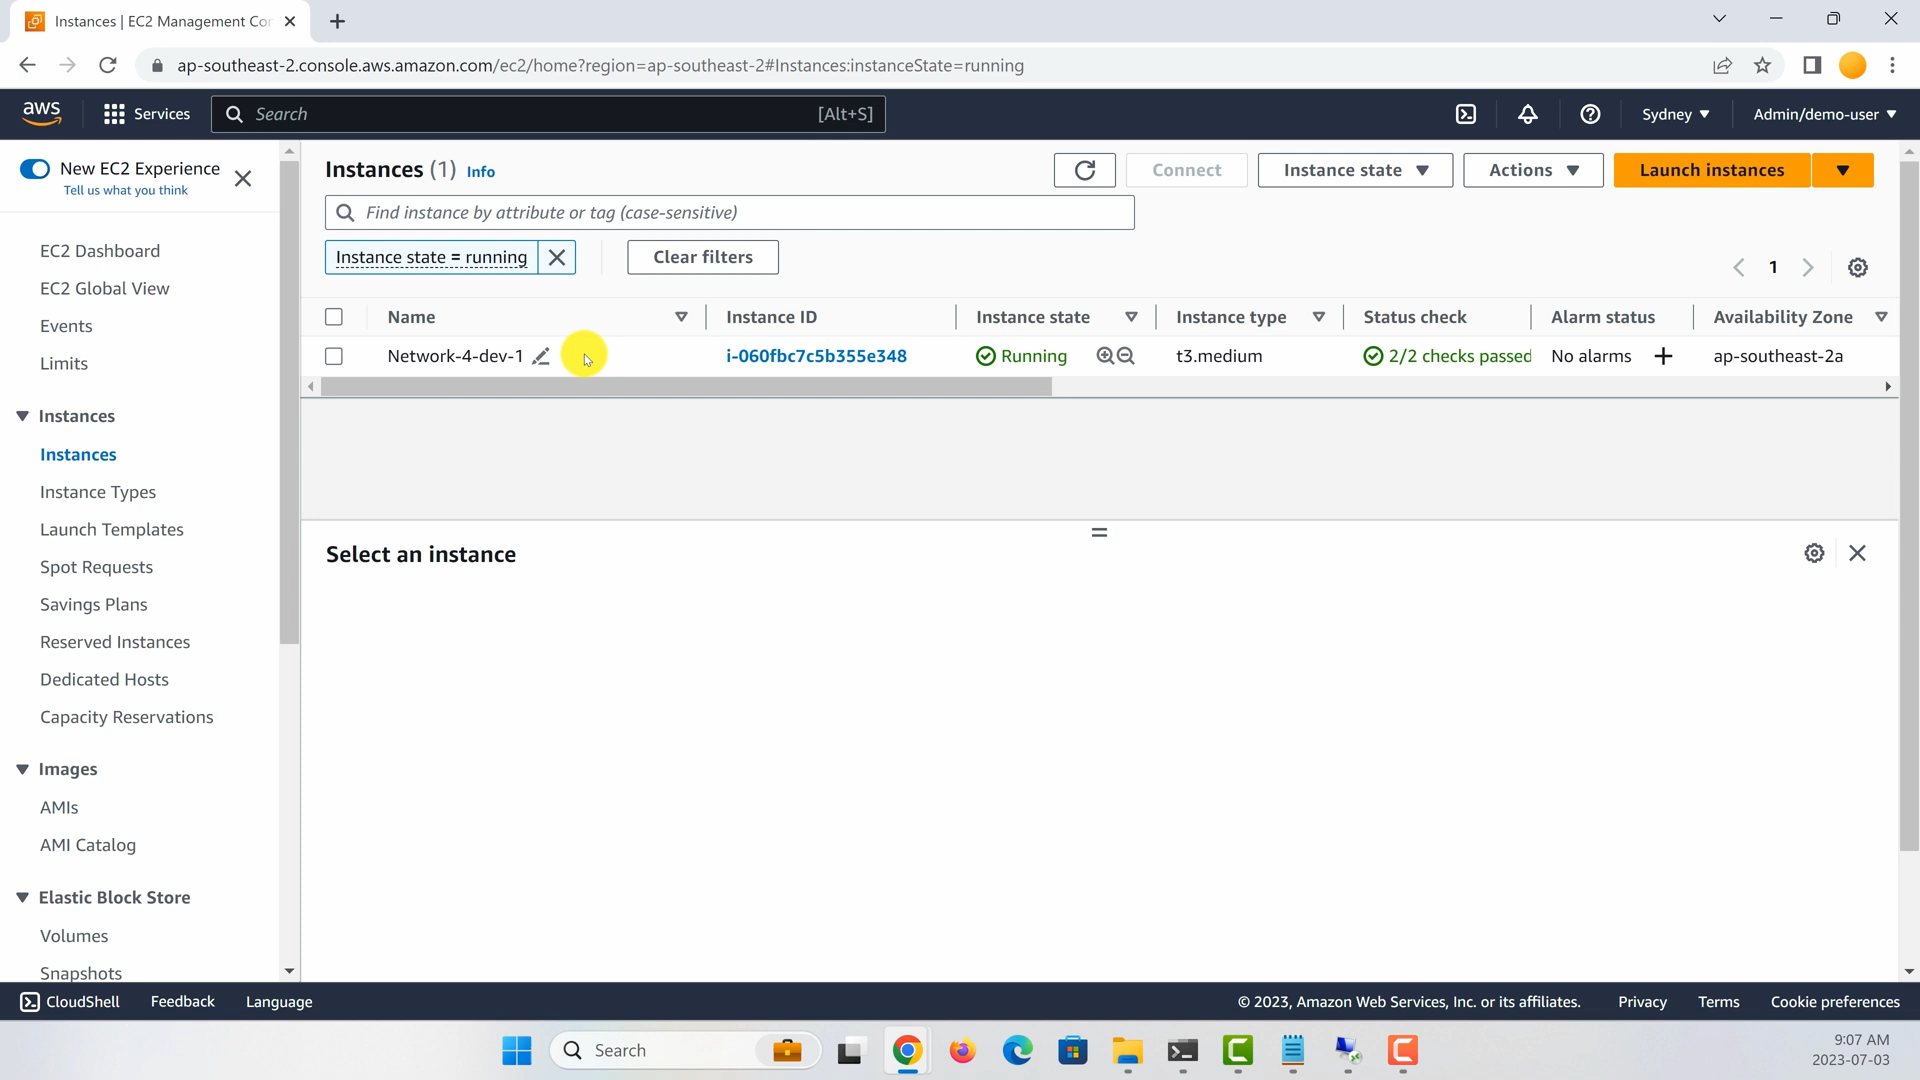 Instances | EC2 Management Cor
ap-southeast-2.console.aws.amazon.com/ec2/home?region=ap-southeast-2#Instances:instanceState=running
aws Services Search [Alt+S] Sydney Admin/demo-user
New EC2 Experience
Tell us what you think
EC2 Dashboard
EC2 Global View
Events
Limits
Instances
Instances
Instance Types
Launch Templates
Spot Requests
Savings Plans
Reserved Instances
Dedicated Hosts
Capacity Reservations
Images
AMIs
AMI Catalog
Elastic Block Store
Volumes
Snapshots
Instances (1) Info Connect Instance state Actions Launch instances
Find instance by attribute or tag (case-sensitive)
Instance state = running Clear filters 1
Name Instance ID Instance state Instance type Status check Alarm status Availability Zone
Network-4-dev-1 i-060fbc7c5b355e348 Running t3.medium 2/2 checks passed No alarms ap-southeast-2a
Select an instance
CloudShell Feedback Language © 2023, Amazon Web Services, Inc. or its affiliates. Privacy Terms Cookie preferences
Search
9:07 AM
2023-07-03